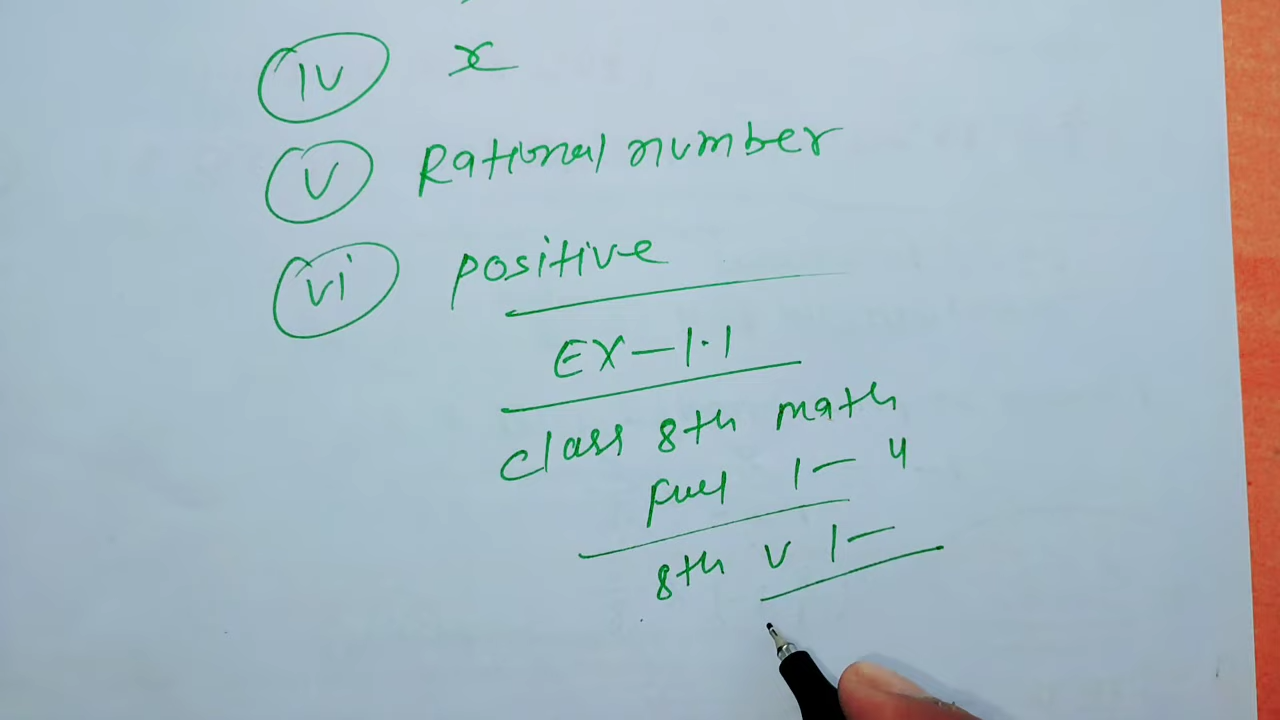 iv x
v Rational number
vi positive
EX-1.1
class 8th math
full 1-4
8th v 1-